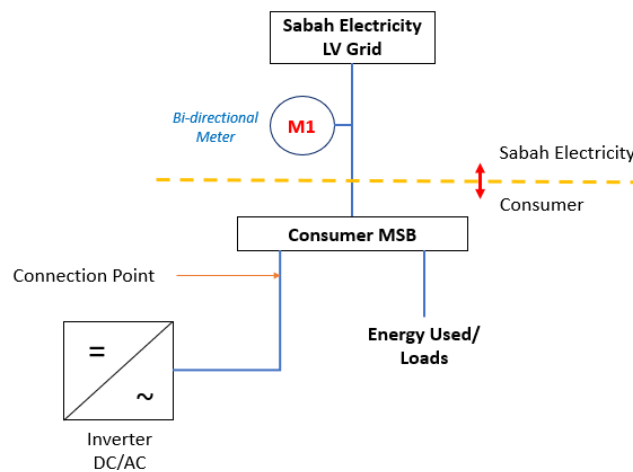 Sabah Electricity
LV Grid
Bi-directional
Meter
M1
Sabah Electricity
Consumer
Consumer MSB
Connection Point
Energy Used/
Loads
=
~
Inverter
DC/AC